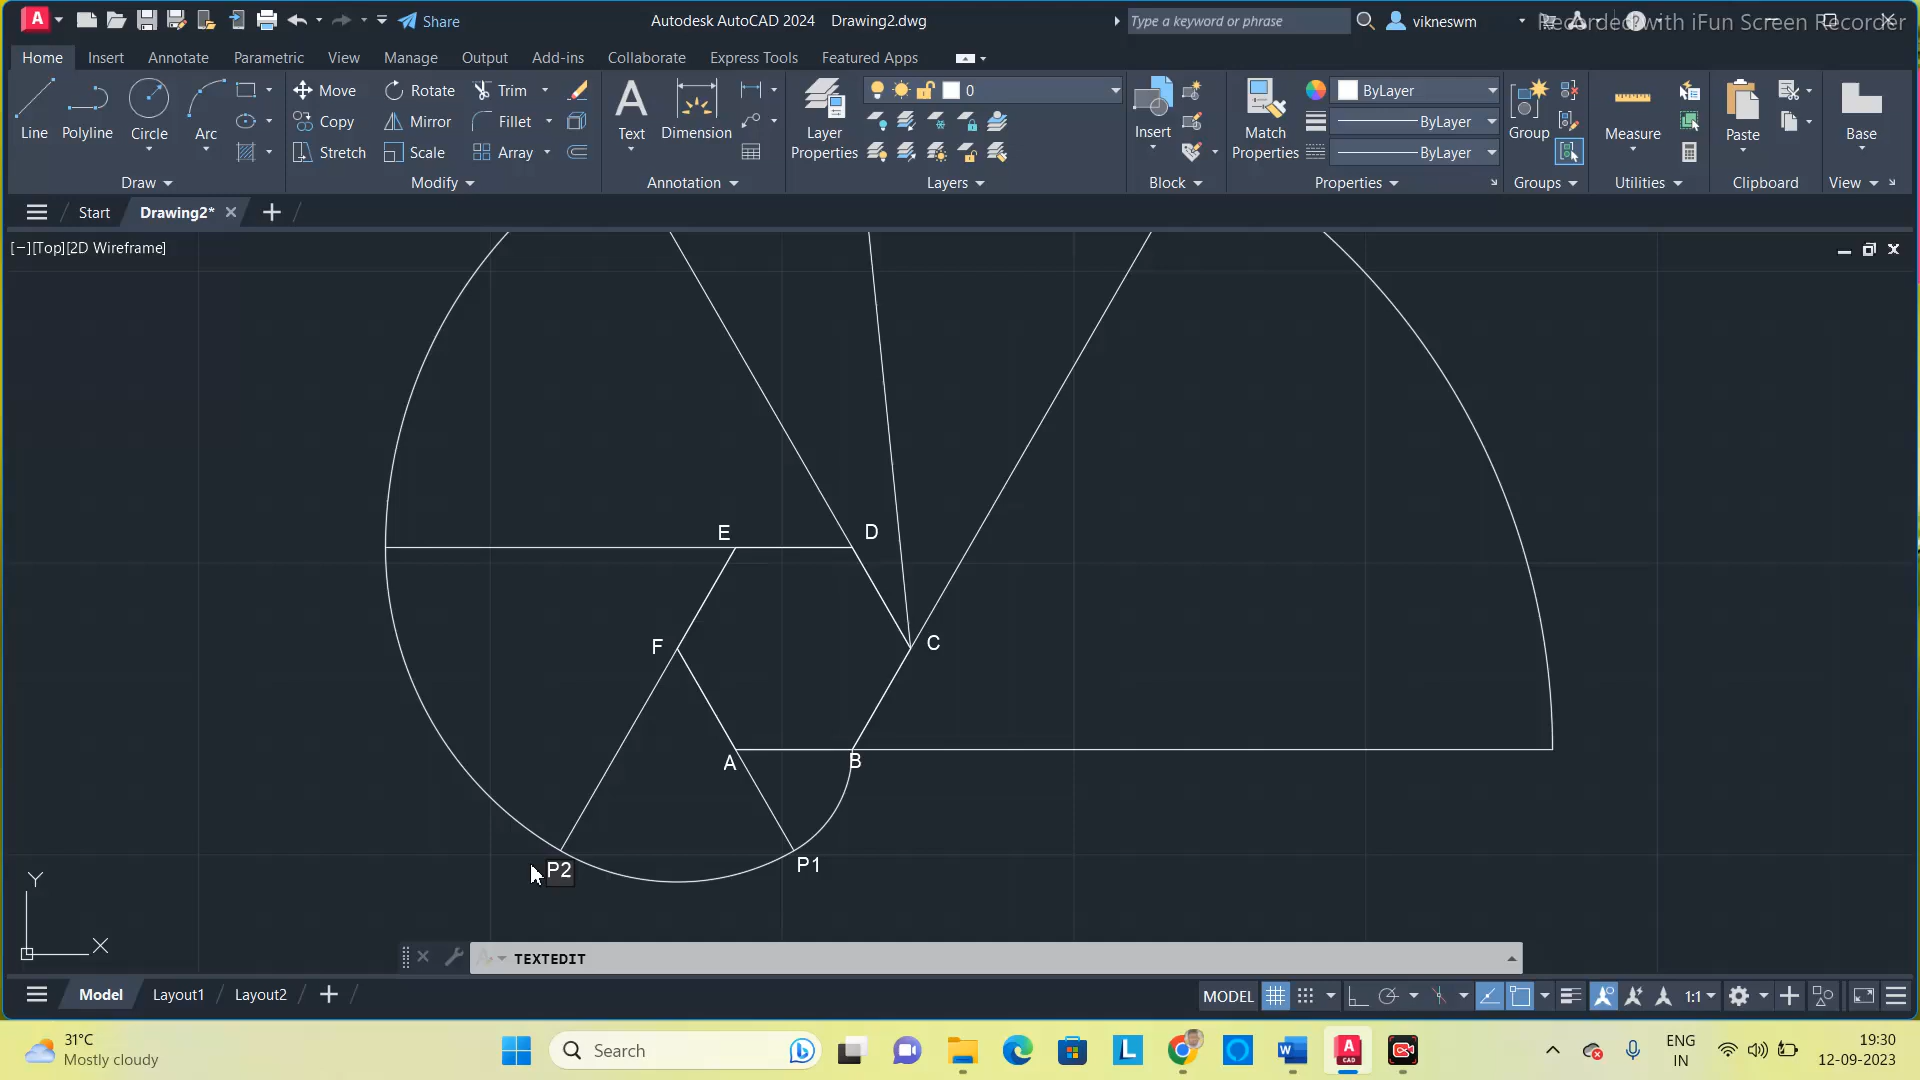 Share
Autodesk AutoCAD 2024 Drawing2.dwg
Type a keyword or phrase
vikneswm
Recorded with iFun Screen Recorder
Home Insert Annotate Parametric View Manage Output Add-ins Collaborate Express Tools Featured Apps
Line Polyline Circle Arc
Move Rotate Trim
Copy Mirror Fillet
Stretch Scale Array
Text Dimension
Layer Properties
0
Insert
Match Properties
ByLayer
ByLayer
ByLayer
Group
Measure
Paste
Base
Draw Modify Annotation Layers Block Properties Groups Utilities Clipboard View
Start Drawing2*
[−][Top][2D Wireframe]
E
D
F
C
A
B
P2
P1
Y
X
TEXTEDIT
Model Layout1 Layout2
MODEL
1:1
31°C
Mostly cloudy
Search
ENG
IN
19:30
12-09-2023